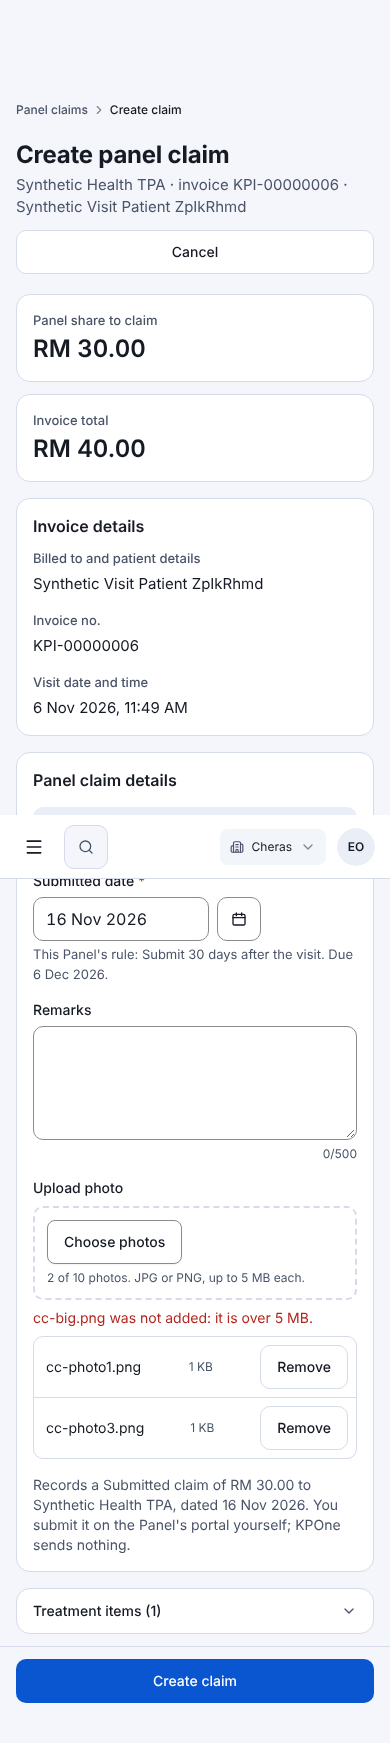 Panel claims > Create claim
Create panel claim
Synthetic Health TPA · invoice KPI-00000006 ·
Synthetic Visit Patient ZpIkRhmd
Cancel
Panel share to claim
RM 30.00
Invoice total
RM 40.00
Invoice details
Billed to and patient details
Synthetic Visit Patient ZpIkRhmd
Invoice no.
KPI-00000006
Visit date and time
6 Nov 2026, 11:49 AM
Panel claim details
Cheras
EO
Submitted date *
16 Nov 2026
This Panel's rule: Submit 30 days after the visit. Due
6 Dec 2026.
Remarks
0/500
Upload photo
Choose photos
2 of 10 photos. JPG or PNG, up to 5 MB each.
cc-big.png was not added: it is over 5 MB.
cc-photo1.png 1 KB Remove
cc-photo3.png 1 KB Remove
Records a Submitted claim of RM 30.00 to
Synthetic Health TPA, dated 16 Nov 2026. You
submit it on the Panel's portal yourself; KPOne
sends nothing.
Treatment items (1)
Create claim